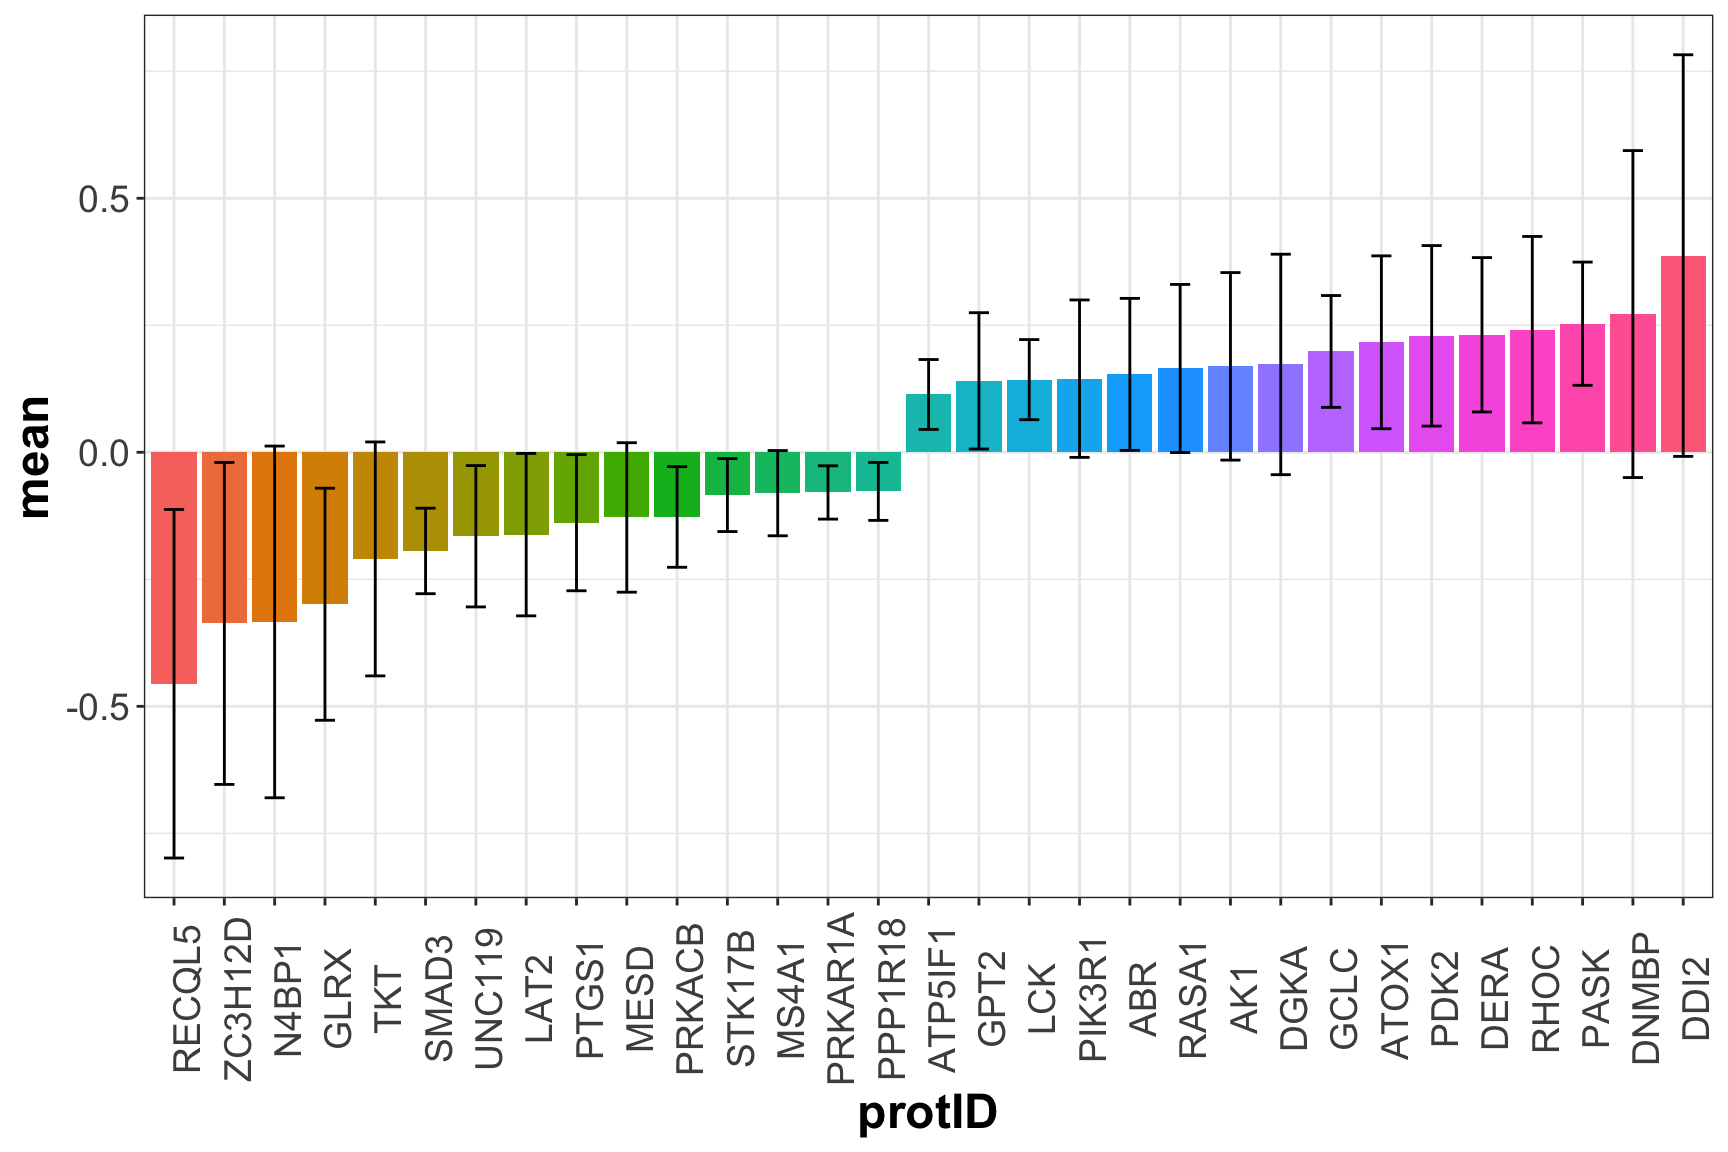 mean
0.5
0.0
-0.5
RECQL5
ZC3H12D
N4BP1
GLRX
TKT
SMAD3
UNC119
LAT2
PTGS1
MESD
PRKACB
STK17B
MS4A1
PRKAR1A
PPP1R18
ATP5IF1
GPT2
LCK
PIK3R1
ABR
RASA1
AK1
DGKA
GCLC
ATOX1
PDK2
DERA
RHOC
PASK
DNMBP
DDI2
protID